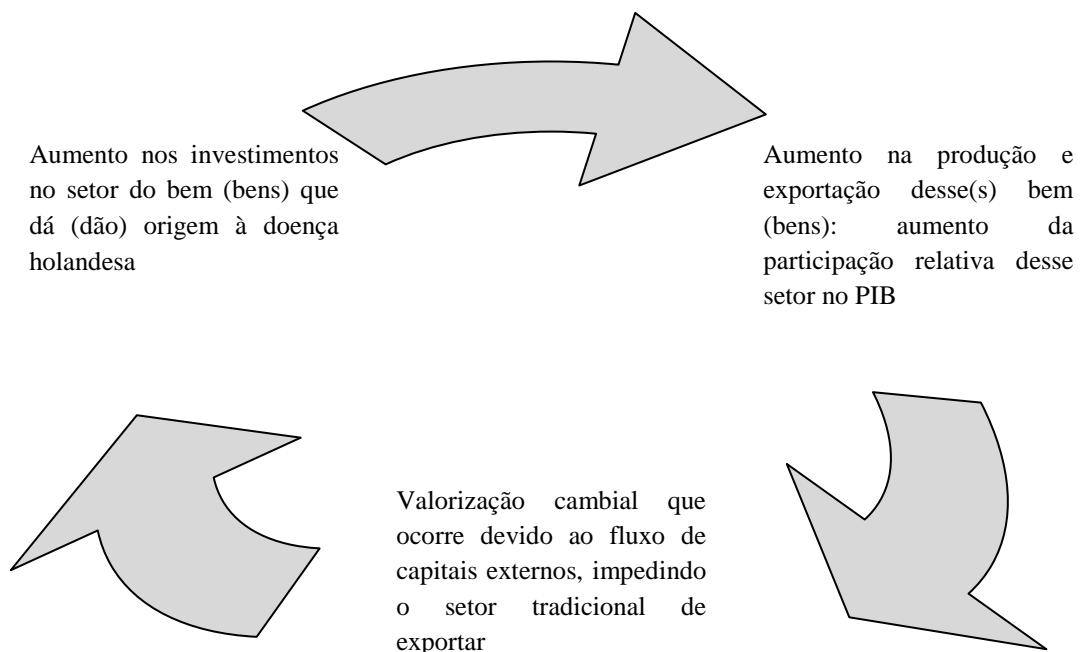 Aumento nos investimentos
no setor do bem (bens) que
dá (dão) origem à doença
holandesa
Aumento na produção e
exportação desse(s) bem
(bens): aumento da
participação relativa desse
setor no PIB
Valorização cambial que
ocorre devido ao fluxo de
capitais externos, impedindo
o setor tradicional de
exportar